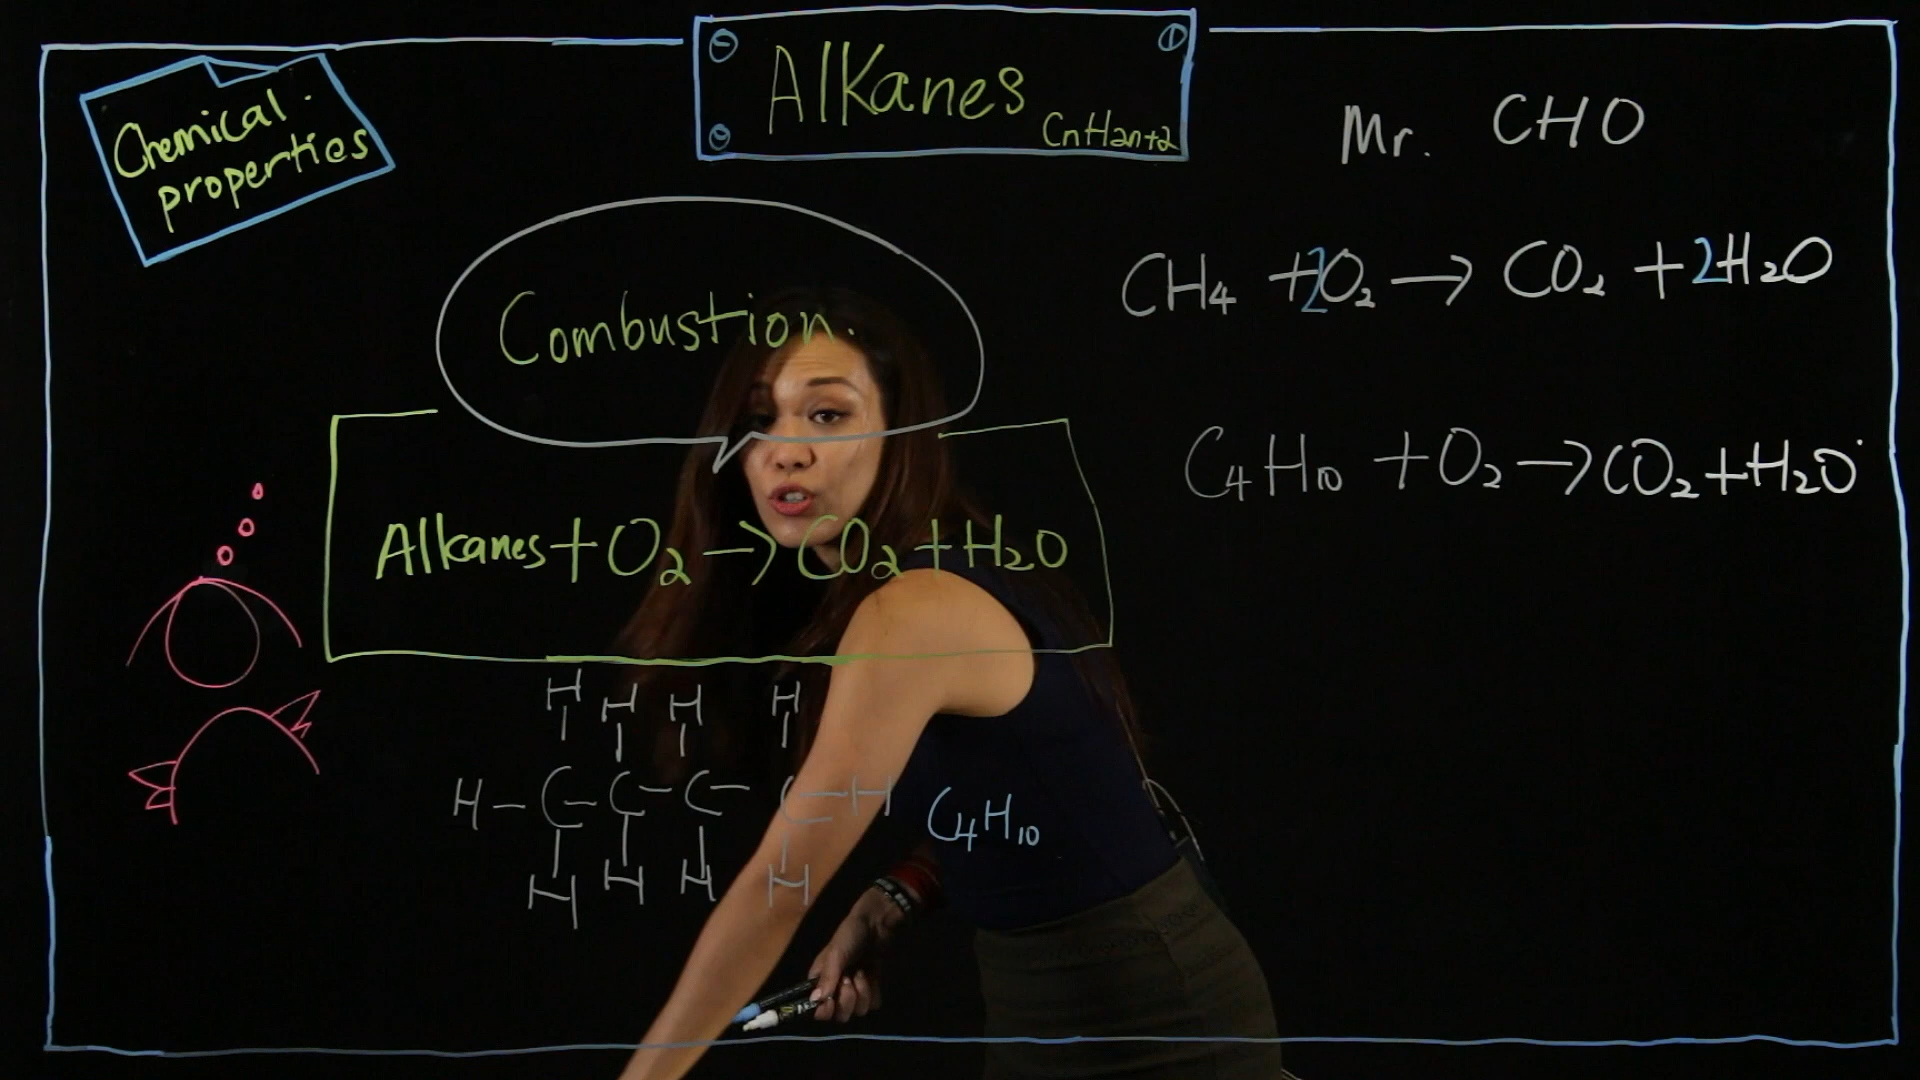 Alkanes
CnH2n+2
Chemical
properties
Mr. CHO
CH₄ + 2O₂ → CO₂ + 2H₂O
Combustion.
C₄H₁₀ + O₂ → CO₂ + H₂O
Alkanes + O₂ → CO₂ + H₂O
H H H H
H-C-C-C-C-H
C₄H₁₀
H H H H